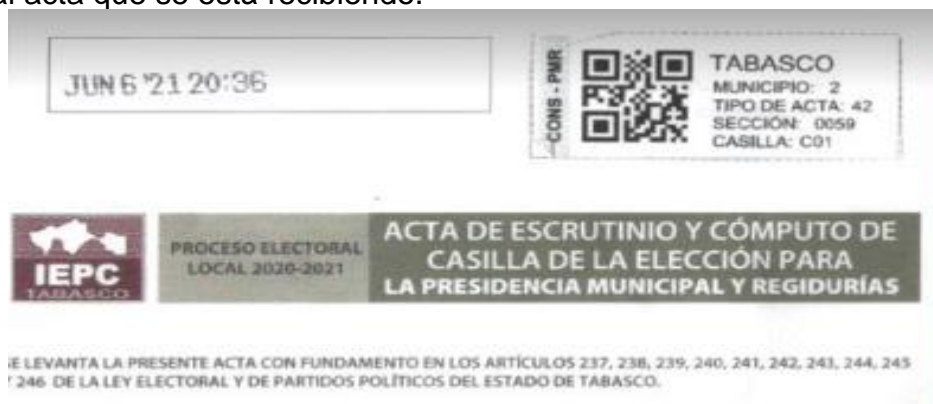 al acta que se está recibiendo.
JUN 6 '21 20:36
CONS - PMR
TABASCO
MUNICIPIO: 2
TIPO DE ACTA: 42
SECCIÓN: 0059
CASILLA: C01
IEPC
TABASCO
PROCESO ELECTORAL
LOCAL 2020-2021
ACTA DE ESCRUTINIO Y CÓMPUTO DE
CASILLA DE LA ELECCIÓN PARA
LA PRESIDENCIA MUNICIPAL Y REGIDURÍAS
SE LEVANTA LA PRESENTE ACTA CON FUNDAMENTO EN LOS ARTÍCULOS 237, 238, 239, 240, 241, 242, 243, 244, 245
Y 246 DE LA LEY ELECTORAL Y DE PARTIDOS POLÍTICOS DEL ESTADO DE TABASCO.